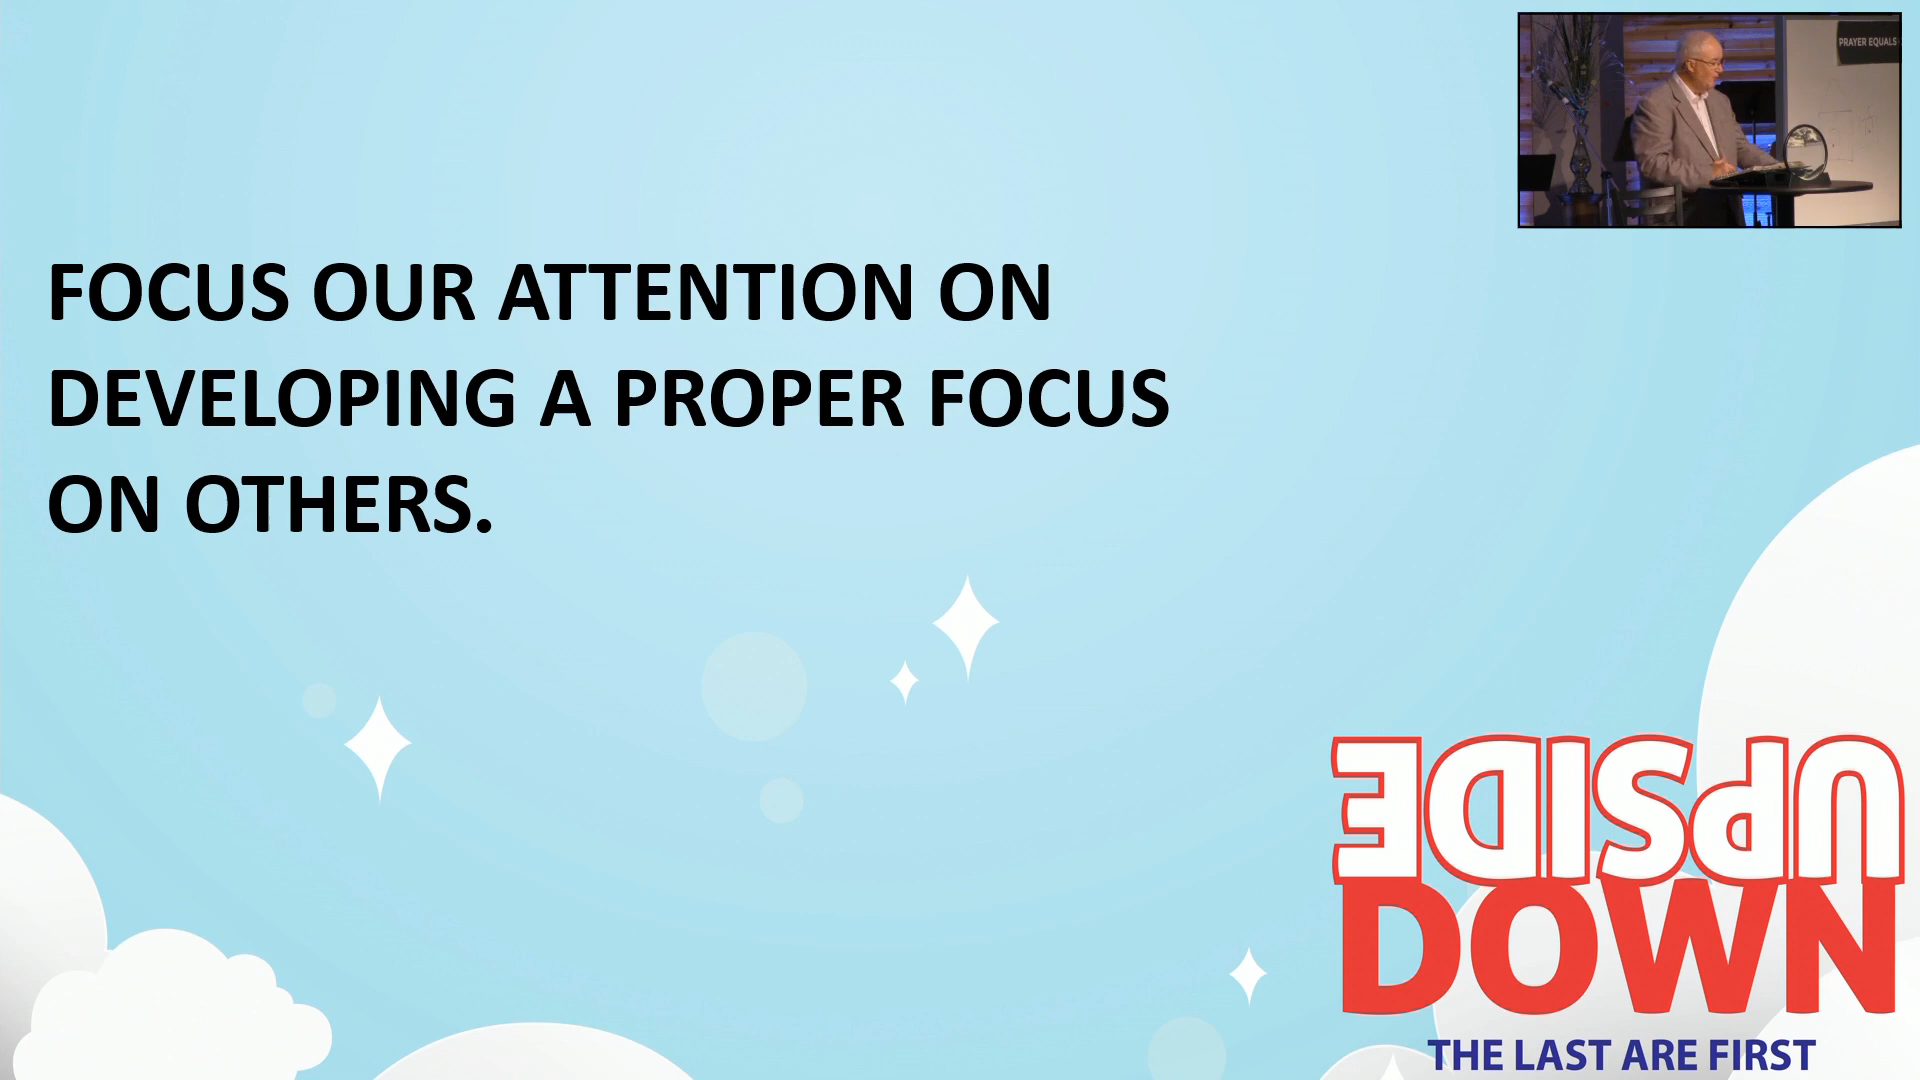 PRAYER EQUALS
FOCUS OUR ATTENTION ON
DEVELOPING A PROPER FOCUS
ON OTHERS.
UPSIDE
DOWN
THE LAST ARE FIRST